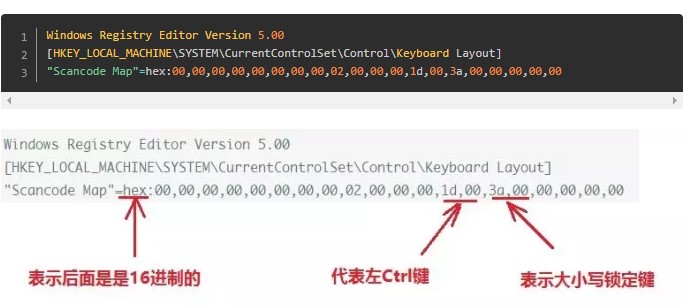 1 Windows Registry Editor Version 5.00
2 [HKEY_LOCAL_MACHINE\SYSTEM\CurrentControlSet\Control\Keyboard Layout]
3 "Scancode Map"=hex:00,00,00,00,00,00,00,00,02,00,00,00,1d,00,3a,00,00,00,00,00
Windows Registry Editor Version 5.00
[HKEY_LOCAL_MACHINE\SYSTEM\CurrentControlSet\Control\Keyboard Layout]
"Scancode Map"=hex:00,00,00,00,00,00,00,00,02,00,00,00,1d,00,3a,00,00,00,00,00
表示后面是是16进制的
代表左Ctrl键
表示大小写锁定键